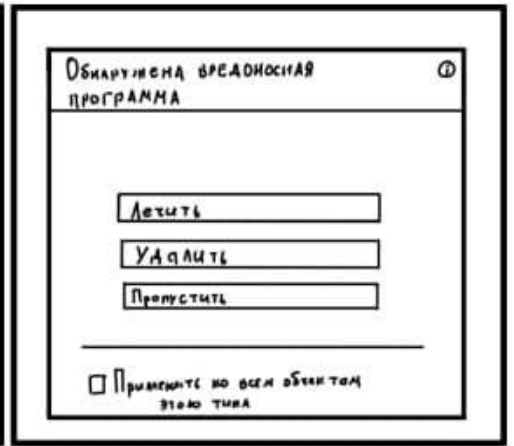 Обнаружена вредоносная
программа
Лечить
Удалить
Пропустить
Применить ко всем объектам
этого типа